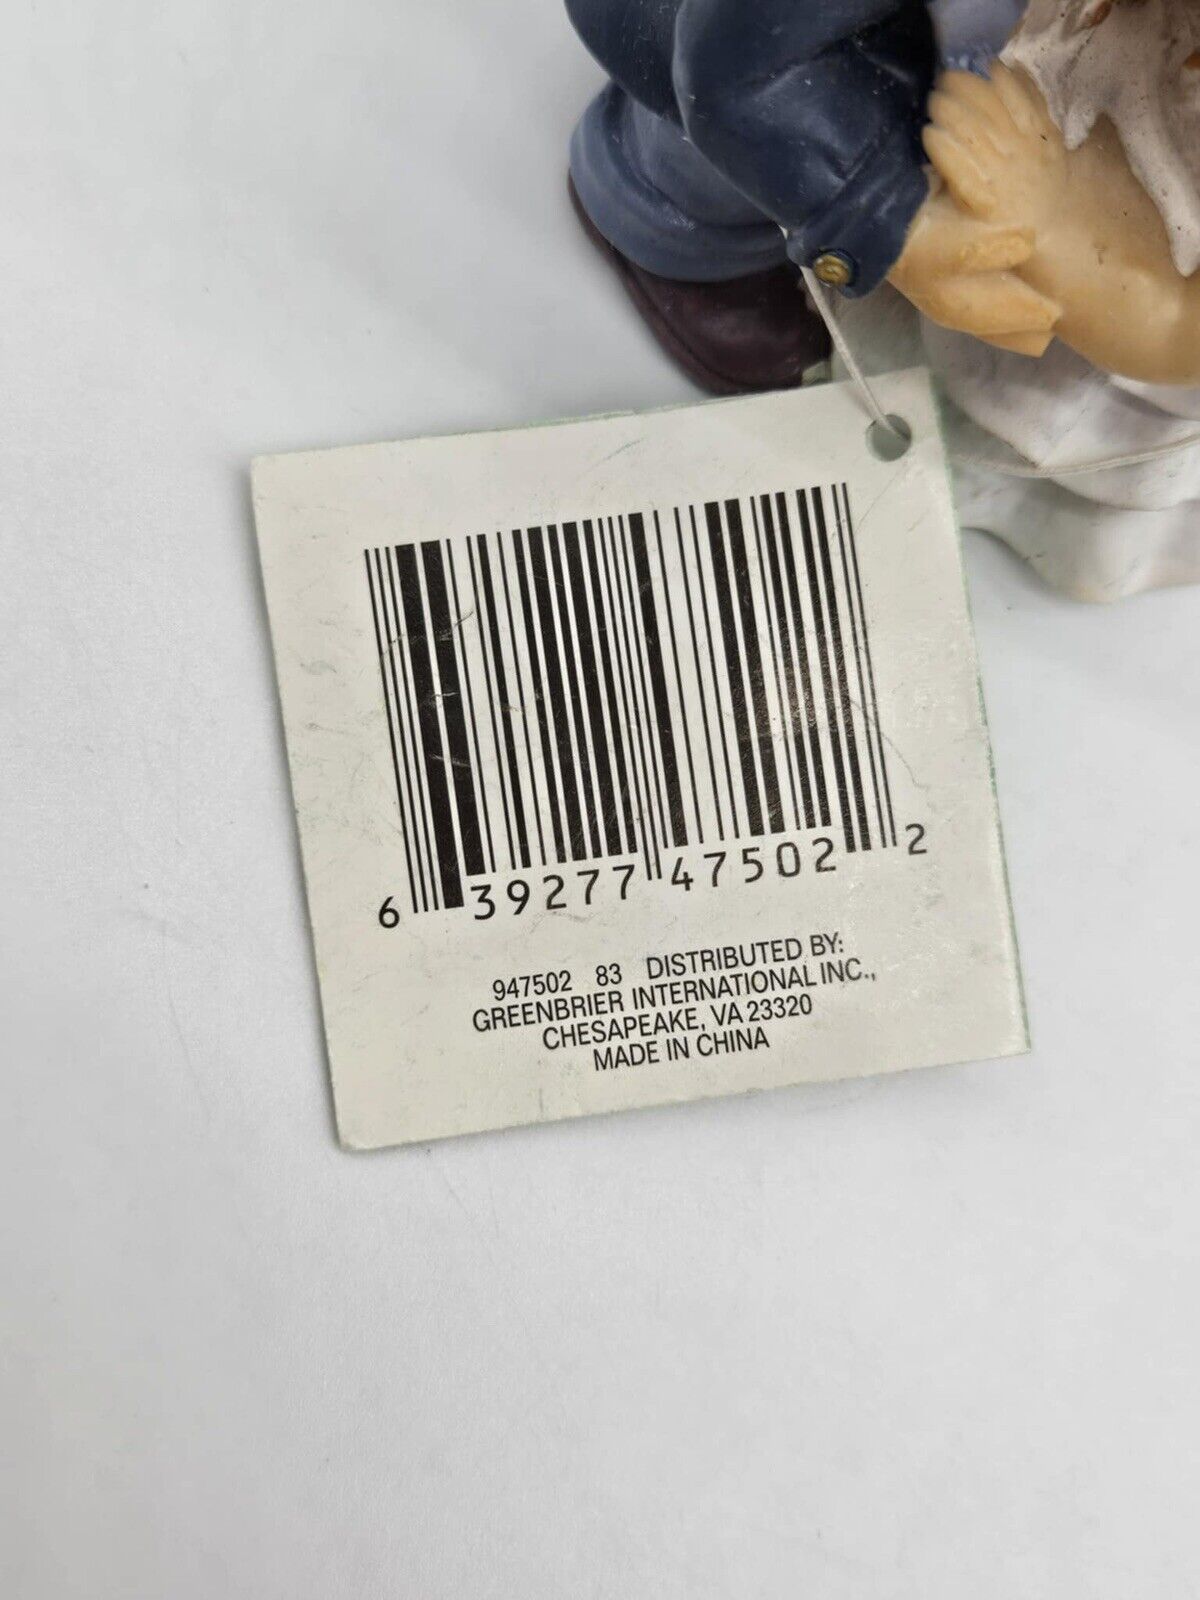 6 39277 47502 2
947502 83 DISTRIBUTED BY:
GREENBRIER INTERNATIONAL INC.,
CHESAPEAKE, VA 23320
MADE IN CHINA